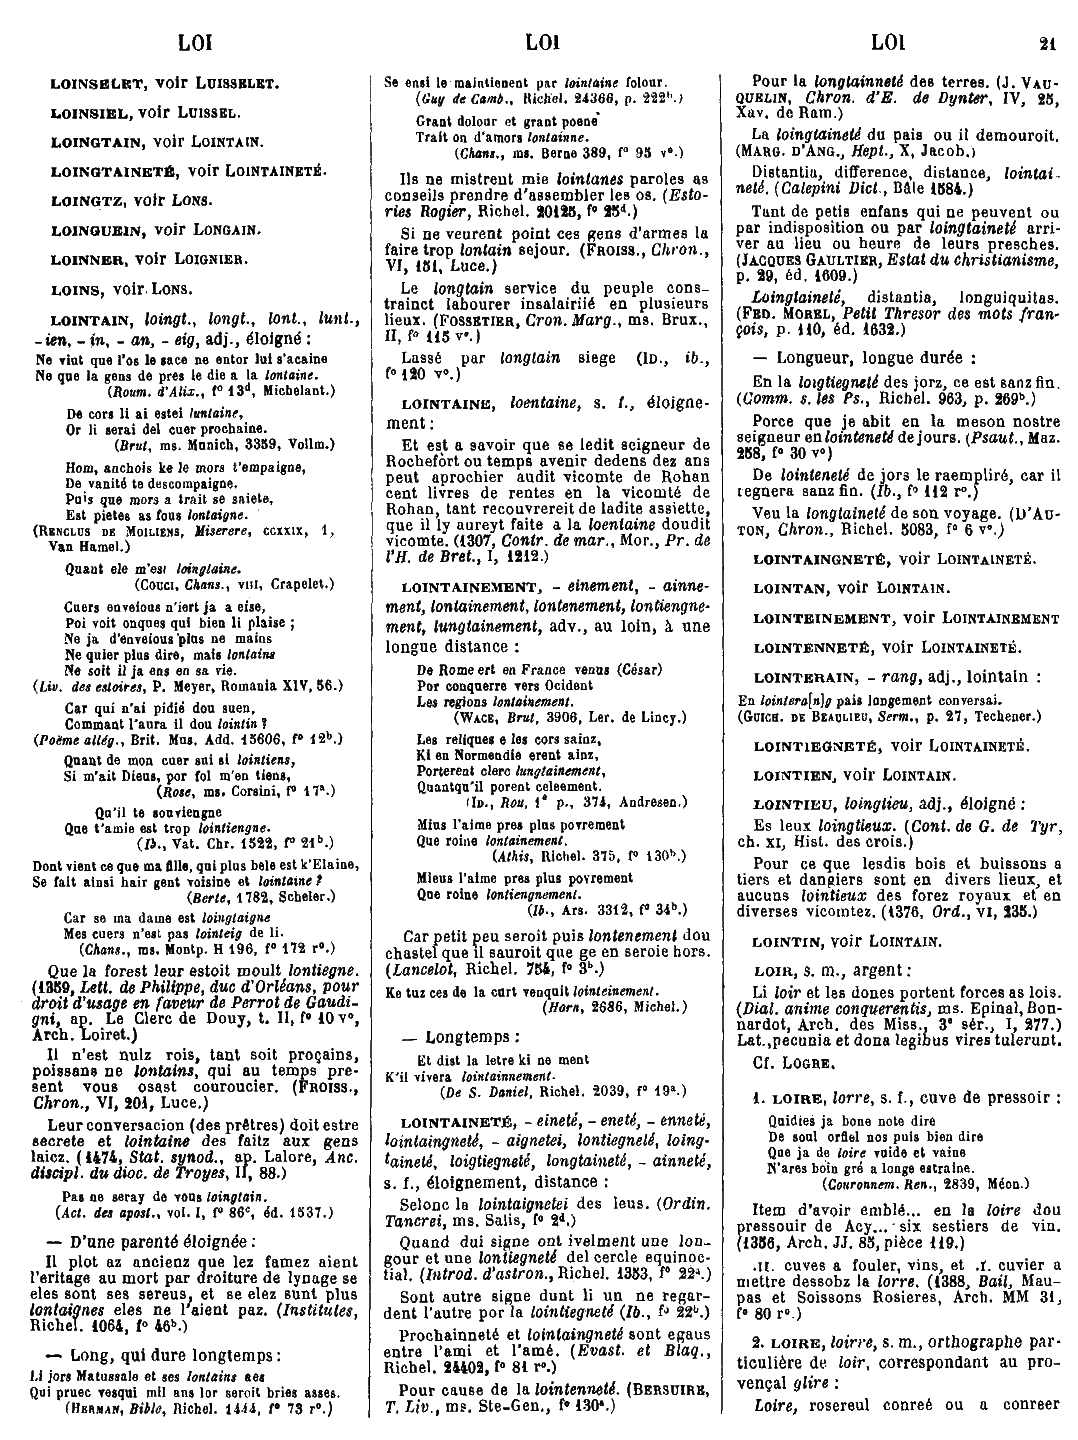 LOI
LOI
LOI
21
LOINSELET, voir LUISSELET.
LOINSIEL, voir LUISSEL.
LOINGTAIN, voir LOINTAIN.
LOINGTAINETÉ, voir LOINTAINETÉ.
LOINGTZ, voir LONS.
LOINGUEIN, voir LONGAIN.
LOINNER, voir LOIGNIER.
LOINS, voir LONS.
LOINTAIN, loingt., longt., lont., lunt.,
-ien, - in, - an, - eig, adj., éloigné :
Ne vint que l'os le sace ne entor lui s'acaine
Ne que la gens de pres le die a la lontaine.
(Roum. d'Alix., f° 13d, Michelant.)
De cors li ai estei luntaine,
Or li serai del cuer prochaine.
(Brut, ms. Munich, 3359, Vollm.)
Hom, anchois ke le mors t'empaigne,
De vanité te descompaigne.
Puis que mors a trait se saiete,
Est pietes as fous lontaigne.
(RENCLUS DE MOILIENS, Miserere, CCXXIX, 1,
Van Hamel.)
Quant ele m'est loingtaine.
(COUCI, Chans., VIII, Crapelet.)
Cuers enveious n'iert ja a eise,
Poi voit onques qui bien li plaise ;
Ne ja d'enveious plus ne mains
Ne quier plus dire, mais lontains
Ne soit il ja ens en sa vie.
(Liv. des estoires, P. Meyer, Romania XIV, 56.)
Car qui n'ai pidié dou suen,
Commant l'aura il dou lointin ?
(Poëme allég., Brit. Mus. Add. 15606, f° 12b.)
Quant de mon cuer sui si lointiens,
Si m'ait Dieus, por fol m'en tiens,
(Rose, ms. Corsini, f° 17a.)
Qu'il te souviengne
Que t'amie est trop lointiengne.
(Ib., Vat. Chr. 1522, f° 21b.)
Dont vient ce que ma fille, qui plus bele est k'Elaine,
Se fait ainsi hair gent voisine et lointaine ?
(Berte, 1782, Scheler.)
Car se ma dame est loingtaigne
Mes cuers n'est pas lointeig de li.
(Chans., ms. Montp. H 196, f° 172 r°.)
Que la forest leur estoit moult lontiegne.
(1359, Lett. de Philippe, duc d'Orléans, pour
droit d'usage en faveur de Perrot de Gaudi-
gni, ap. Le Clerc de Douy, t. II, f° 10 v°,
Arch. Loiret.)
Il n'est nulz rois, tant soit proçains,
poissans ne lontains, qui au temps pre-
sent vous osast couroucier. (FROISS.,
Chron., VI, 201, Luce.)
Leur conversacion (des prêtres) doit estre
secrete et lointaine des faitz aux gens
laicz. (1474, Stat. synod., ap. Lalore, Anc.
discipl. du dioc. de Troyes, II, 88.)
Pas ne seray de vous loingtain.
(Act. des apost., vol. I, f° 86c, éd. 1537.)
— D'une parenté éloignée :
Il plot az ancienz que lez famez aient
l'eritage au mort par droiture de lynage se
eles sont ses sereus, et se elez sunt plus
lontaignes eles ne l'aient paz. (Institutes,
Richel. 1064, f° 46b.)
— Long, qui dure longtemps :
Li jors Matussale et ses lontains aes
Qui pruec vesqui mil ans lor seroit bries asses.
(HERMAN, Bible, Richel. 1444, f° 73 r°.)
Se ensi le maintienent par lointaine folour.
(Guy de Camb., Richel. 24366, p. 222b.)
Grant dolour et grant poene
Trait on d'amors lontainne.
(Chans., ms. Berne 389, f° 95 v°.)
Ils ne mistrent mie lointanes paroles as
conseils prendre d'assembler les os. (Esto-
ries Rogier, Richel. 20125, f° 25d.)
Si ne veurent point ces gens d'armes la
faire trop lontain sejour. (FROISS., Chron.,
VI, 151, Luce.)
Le longtain service du peuple cons-
trainct labourer insalairiié en plusieurs
lieux. (FOSSETIER, Cron. Marg., ms. Brux.,
II, f° 115 v°.)
Lassé par longtain siege (ID., ib.,
f° 120 v°.)
LOINTAINE, loentaine, s. f., éloigne-
ment :
Et est a savoir que se ledit seigneur de
Rochefort ou temps avenir dedens dez ans
peut aprochier audit vicomte de Rohan
cent livres de rentes en la vicomté de
Rohan, tant recouvrereit de ladite assiette,
que il ly aureyt faite a la loentaine doudit
vicomte. (1307, Contr. de mar., Mor., Pr. de
l'H. de Bret., I, 1212.)
LOINTAINEMENT, - einement, - ainne-
ment, lontainement, lontenement, lontiengne-
ment, lungtainement, adv., au loin, à une
longue distance :
De Rome ert en France venus (César)
Por conquerre vers Ocident
Les regions lontainement.
(WACE, Brut, 3906, Ler. de Lincy.)
Les reliques e les cors sainz,
Ki en Normendie erent ainz,
Porterent clerc lungtainement,
Quantqu'il porent celeement.
(ID., Rou, 1e p., 374, Andresen.)
Mius l'aime pres plus povrement
Que roine lontainement.
(Athis, Richel. 375, f° 130b.)
Mieus l'aime pres plus povrement
Que roine lontiengnement.
(Ib., Ars. 3312, f° 34b.)
Car petit peu seroit puis lontenement dou
chastel que il sauroit que ge en seroie hors.
(Lancelot, Richel. 754, f° 3b.)
Ke tuz ces de la curt venquit lointeinement.
(Horn, 2686, Michel.)
— Longtemps :
Et dist la letre ki ne ment
K'il vivera lointainnement.
(De S. Daniel, Richel. 2039, f° 19a.)
LOINTAINETÉ, - eineté, - eneté, - enneté,
lointaingneté, - aignetei, lontiegneté, loing-
taineté, loigtiegneté, longtaineté, - ainneté,
s. f., éloignement, distance :
Selonc la lointaignetei des leus. (Ordin.
Tancrei, ms. Salis, f° 2d.)
Quand dui signe ont ivelment une lon-
gour et une lontiegneté del cercle equinoc-
tial. (Introd. d'astron., Richel. 1353, f° 22a.)
Sont autre signe dunt li un ne regar-
dent l'autre por la lointiegneté (Ib., f° 22b.)
Prochainneté et lointaingneté sont egaus
entre l'ami et l'amé. (Evast. et Blaq.,
Richel. 24402, f° 81 r°.)
Pour cause de la lointenneté. (BERSUIRE,
T. Liv., ms. Ste-Gen., f° 130a.)
Pour la longtainneté des terres. (J. VAU-
QUELIN, Chron. d'E. de Dynter, IV, 25,
Xav. de Ram.)
La loingtaineté du pais ou il demouroit.
(MARG. D'ANG., Hept., X, Jacob.)
Distantia, difference, distance, lointai-
neté. (Calepini Dict., Bâle 1584.)
Tant de petis enfans qui ne peuvent ou
par indisposition ou par loingtaineté arri-
ver au lieu ou heure de leurs presches.
(JACQUES GAULTIER, Estat du christianisme,
p. 29, éd. 1609.)
Loingtaineté, distantia, longuiquitas.
(FED. MOREL, Petit Thresor des mots fran-
çois, p. 110, éd. 1632.)
— Longueur, longue durée :
En la loigtiegneté des jorz, ce est sanz fin.
(Comm. s. les Ps., Richel. 963, p. 269b.)
Porce que je abit en la meson nostre
seigneur en lointeneté de jours. (Psaut., Maz.
258, f° 30 v°)
De lointeneté de jors le raempliré, car il
regnera sanz fin. (Ib., f° 112 r°.)
Veu la longtaineté de son voyage. (D'AU-
TON, Chron., Richel. 5083, f° 6 v°.)
LOINTAINGNETÉ, voir LOINTAINETÉ.
LOINTAN, voir LOINTAIN.
LOINTEINEMENT, voir LOINTAINEMENT
LOINTENNETÉ, voir LOINTAINETÉ.
LOINTERAIN, - rang, adj., lointain :
En lointera[n]g pais longement conversai.
(GUICH. DE BEAULIEU, Serm., p. 27, Techener.)
LOINTIEGNETÉ, voir LOINTAINETÉ.
LOINTIEN, voir LOINTAIN.
LOINTIEU, loingtieu, adj., éloigné :
Es leux loingtieux. (Cont. de G. de Tyr,
ch. XI, Hist. des crois.)
Pour ce que lesdis bois et buissons a
tiers et dangiers sont en divers lieux, et
aucuns lointieux des forez royaux et en
diverses vicomtez. (1376, Ord., VI, 235.)
LOINTIN, voir LOINTAIN.
LOIR, s. m., argent :
Li loir et les dones portent forces as lois.
(Dial. anime conquerentis, ms. Epinal, Bon-
nardot, Arch. des Miss., 3e sér., I, 277.)
Lat., pecunia et dona legibus vires tulerunt.
Cf. LOGRE.
1. LOIRE, lorre, s. f., cuve de pressoir :
Quidies ja bone note dire
De soul orfiel nos puis bien dire
Que ja de loire vuide et vaine
N'ares boin gré a longe estraine.
(Couronnem. Ren., 2839, Méon.)
Item d'avoir emblé... en la loire dou
pressouir de Acy... six sestiers de vin.
(1356, Arch. JJ. 85, pièce 119.)
.II. cuves a fouler, vins, et .I. cuvier a
mettre dessobz la lorre. (1388, Bail, Mau-
pas et Soissons Rosieres, Arch. MM 31,
f° 80 r°.)
2. LOIRE, loirre, s. m., orthographe par-
ticulière de loir, correspondant au pro-
vençal glire :
Loire, rosereul conreé ou a conreer